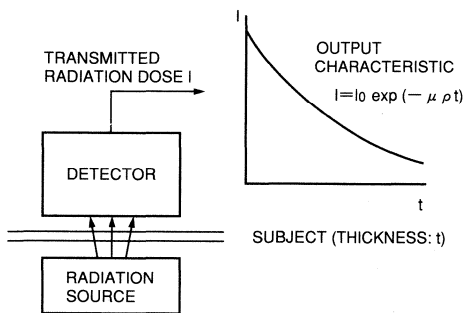 TRANSMITTED
RADIATION DOSE I
DETECTOR
RADIATION
SOURCE
I
OUTPUT
CHARACTERISTIC
I=I0 exp (− μ ρ t)
t
SUBJECT (THICKNESS: t)